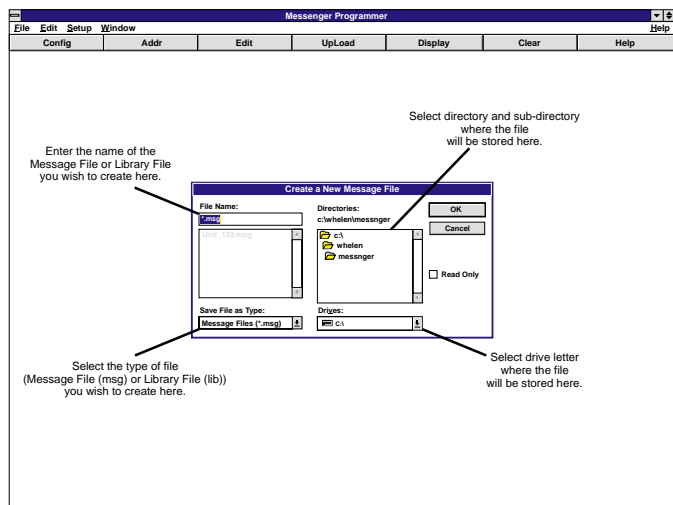 Messenger Programmer
File Edit Setup Window Help
Config Addr Edit UpLoad Display Clear Help
Select directory and sub-directory
where the file
will be stored here.
Enter the name of the
Message File or Library File
you wish to create here.
Create a New Message File
File Name:
*.msg
Unit_123.msg
Directories:
c:\whelen\messnger
c:\
whelen
messnger
OK
Cancel
Read Only
Save File as Type:
Message Files (*.msg)
Drives:
C:\
Select the type of file
(Message File (msg) or Library File (lib))
you wish to create here.
Select drive letter
where the file
will be stored here.